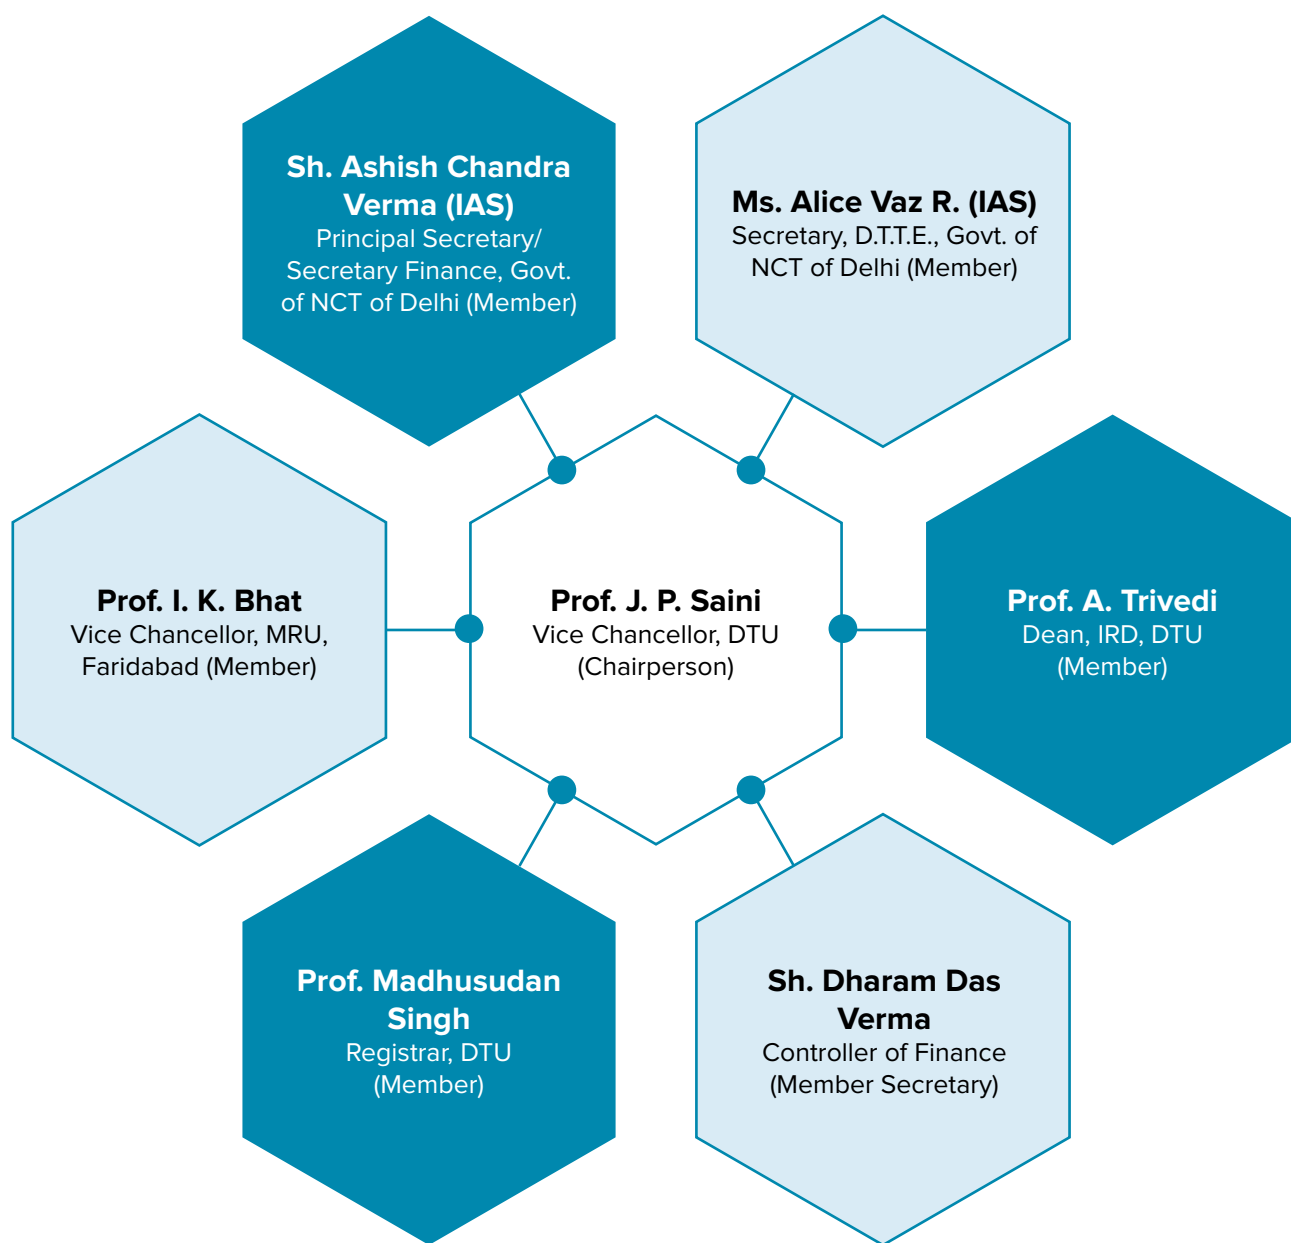 Sh. Ashish Chandra
Verma (IAS)
Principal Secretary/
Secretary Finance, Govt.
of NCT of Delhi (Member)
Ms. Alice Vaz R. (IAS)
Secretary, D.T.T.E., Govt. of
NCT of Delhi (Member)
Prof. I. K. Bhat
Vice Chancellor, MRU,
Faridabad (Member)
Prof. J. P. Saini
Vice Chancellor, DTU
(Chairperson)
Prof. A. Trivedi
Dean, IRD, DTU
(Member)
Prof. Madhusudan
Singh
Registrar, DTU
(Member)
Sh. Dharam Das
Verma
Controller of Finance
(Member Secretary)